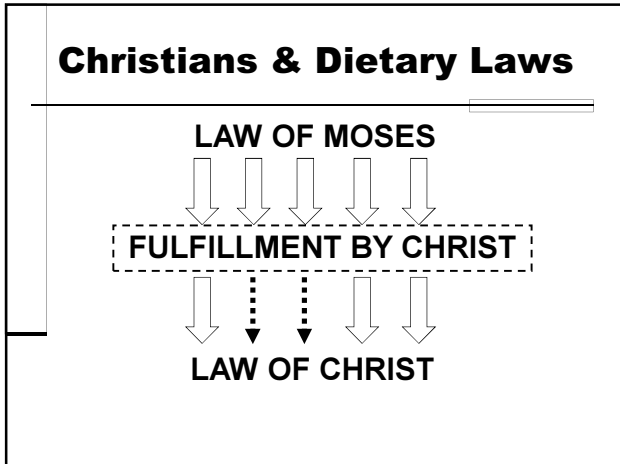 Christians & Dietary Laws
LAW OF MOSES
FULFILLMENT BY CHRIST
LAW OF CHRIST